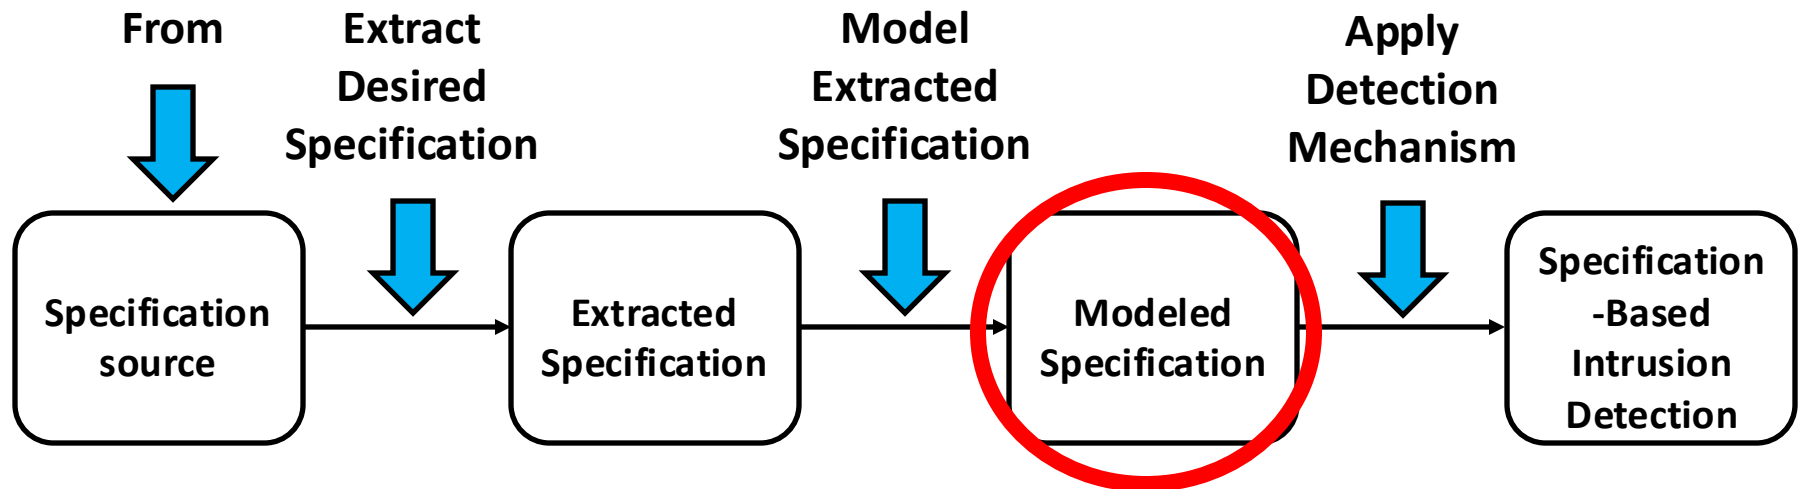 From
Extract
Desired
Specification
Model
Extracted
Specification
Apply
Detection
Mechanism
Specification
source
Extracted
Specification
Modeled
Specification
Specification
-Based
Intrusion
Detection